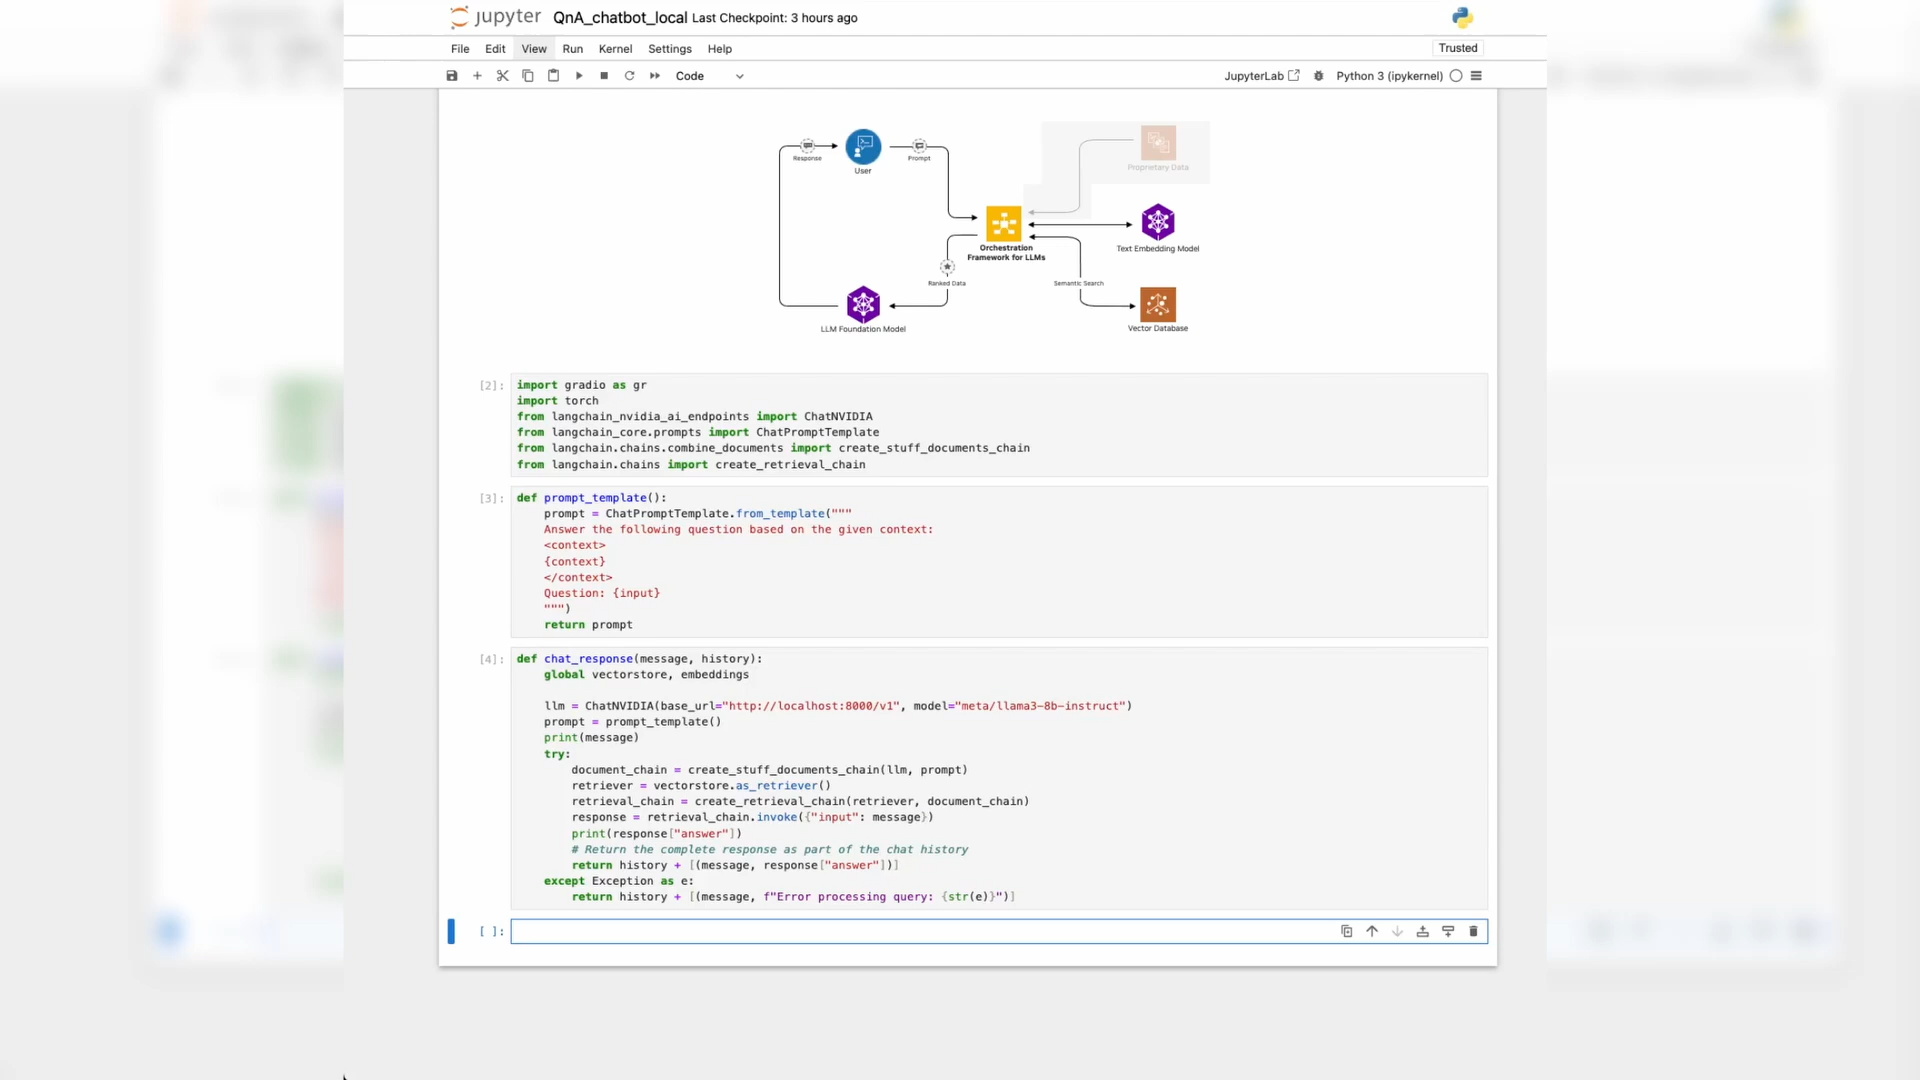 jupyter QnA_chatbot_local Last Checkpoint: 3 hours ago
File Edit View Run Kernel Settings Help Trusted
Code JupyterLab Python 3 (ipykernel)
Response
User
Prompt
Proprietary Data
Orchestration
Framework for LLMs
Text Embedding Model
Ranked Data
Semantic Search
LLM Foundation Model
Vector Database
[2]: import gradio as gr
import torch
from langchain_nvidia_ai_endpoints import ChatNVIDIA
from langchain_core.prompts import ChatPromptTemplate
from langchain.chains.combine_documents import create_stuff_documents_chain
from langchain.chains import create_retrieval_chain
[3]: def prompt_template():
    prompt = ChatPromptTemplate.from_template("""
    Answer the following question based on the given context:
    <context>
    {context}
    </context>
    Question: {input}
    """)
    return prompt
[4]: def chat_response(message, history):
    global vectorstore, embeddings
    llm = ChatNVIDIA(base_url="http://localhost:8000/v1", model="meta/llama3-8b-instruct")
    prompt = prompt_template()
    print(message)
    try:
        document_chain = create_stuff_documents_chain(llm, prompt)
        retriever = vectorstore.as_retriever()
        retrieval_chain = create_retrieval_chain(retriever, document_chain)
        response = retrieval_chain.invoke({"input": message})
        print(response["answer"])
        # Return the complete response as part of the chat history
        return history + [(message, response["answer"])]
    except Exception as e:
        return history + [(message, f"Error processing query: {str(e)}")]
[ ]: